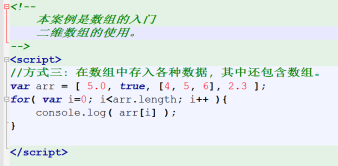 <!--
本案例是数组的入门
二维数组的使用。
-->
<script>
//方式三: 在数组中存入各种数据, 其中还包含数组。
var arr = [ 5.0, true, [4, 5, 6], 2.3 ];
for( var i=0; i<arr.length; i++ ){
console.log( arr[i] );
}
</script>